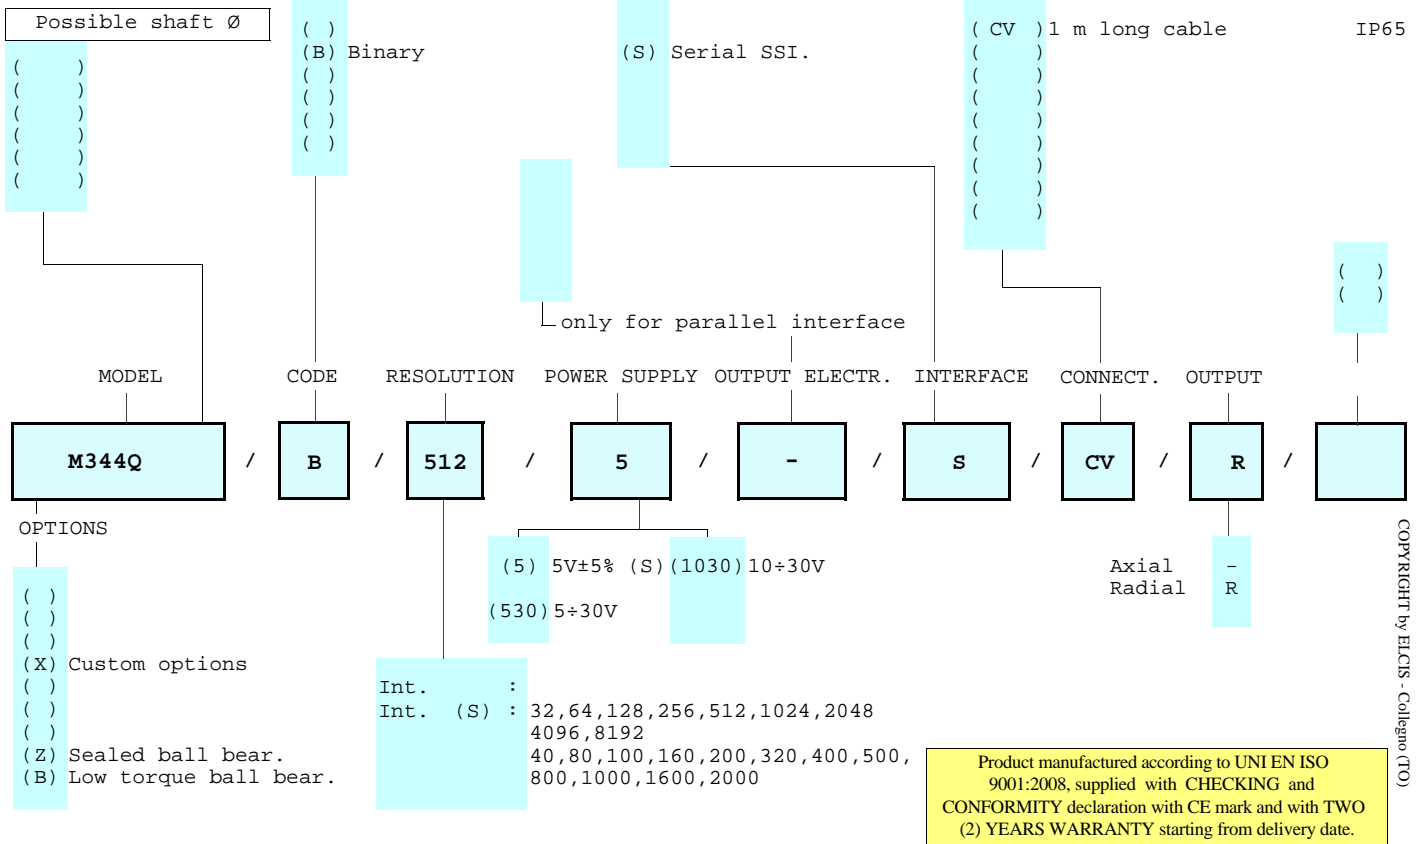 Possible shaft Ø
( )
( )
( )
( )
( )
( )
( )
(B) Binary
( )
( )
( )
( )
(S) Serial SSI.
( CV ) 1 m long cable
( )
( )
( )
( )
( )
( )
( )
( )
IP65
( )
( )
only for parallel interface
MODEL CODE RESOLUTION POWER SUPPLY OUTPUT ELECTR. INTERFACE CONNECT. OUTPUT
M344Q / B / 512 / 5 / - / S / CV / R /
OPTIONS
( )
( )
( )
(X) Custom options
( )
( )
( )
(Z) Sealed ball bear.
(B) Low torque ball bear.
(5) 5V±5% (S) (1030) 10÷30V
(530) 5÷30V
Int. :
Int. (S) : 32,64,128,256,512,1024,2048
4096,8192
40,80,100,160,200,320,400,500,
800,1000,1600,2000
Axial -
Radial R
Product manufactured according to UNI EN ISO
9001:2008, supplied with CHECKING and
CONFORMITY declaration with CE mark and with TWO
(2) YEARS WARRANTY starting from delivery date.
COPYRIGHT by ELCIS - Collegno (TO)